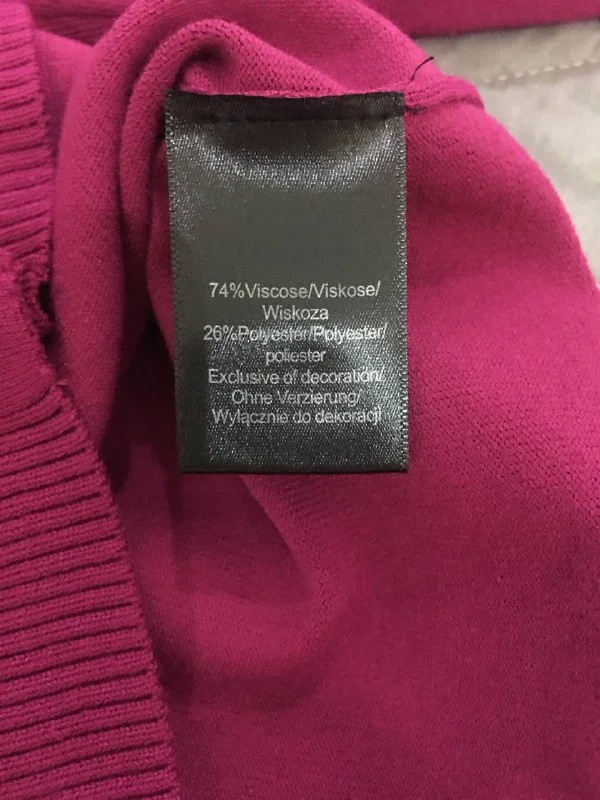 74%Viscose/Viskose/
Wiskoza
26%Polyester/Polyester/
poliester
Exclusive of decoration/
Ohne Verzierung/
Wyłącznie do dekoracji